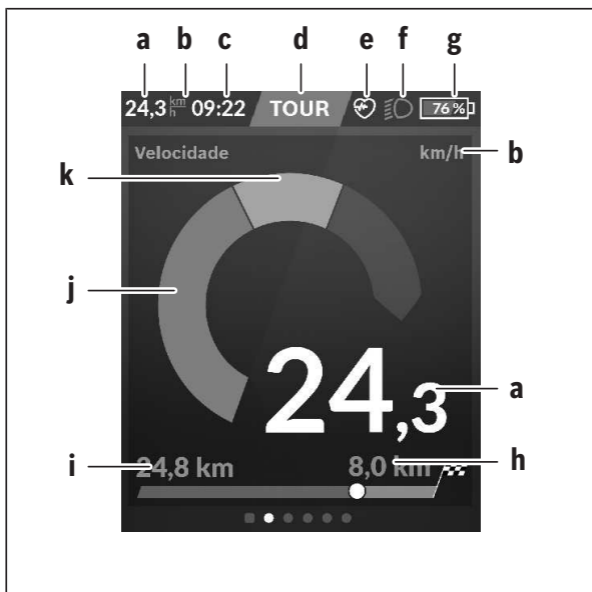 a b c d e f g
24,3 km/h 09:22 TOUR 76 %
Velocidade km/h b
k
j
24,3 a
i 24,8 km 8,0 km h